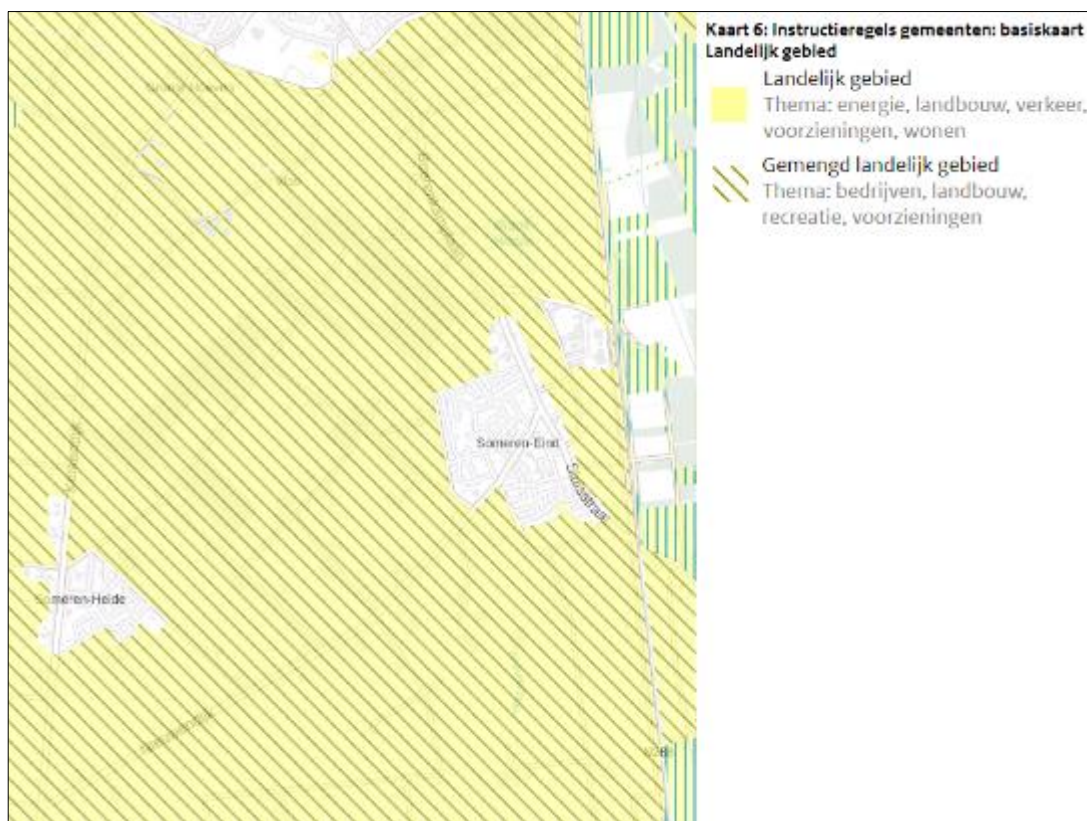 Kaart 6: Instructieregels gemeenten: basiskaart
Landelijk gebied
Landelijk gebied
Thema: energie, landbouw, verkeer,
voorzieningen, wonen
Gemengd landelijk gebied
Thema: bedrijven, landbouw,
recreatie, voorzieningen
Someren-Eind
Someren-Heide